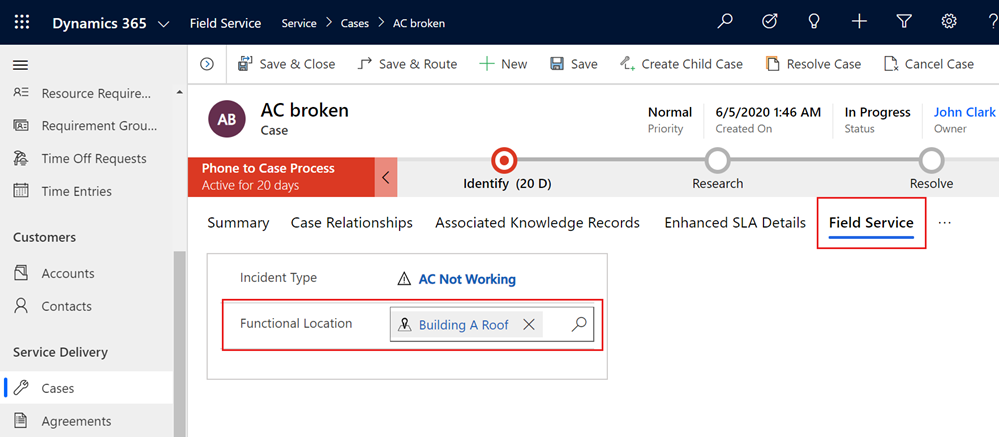 Dynamics 365 Field Service Service > Cases > AC broken ?
Save & Close Save & Route New Save Create Child Case Resolve Case Cancel Case
Resource Require...
Requirement Grou...
Time Off Requests
Time Entries
Customers
Accounts
Contacts
Service Delivery
Cases
Agreements
AB
AC broken
Case
Normal
Priority
6/5/2020 1:46 AM
Created On
In Progress
Status
John Clark
Owner
Phone to Case Process
Active for 20 days
Identify (20 D)
Research
Resolve
Summary Case Relationships Associated Knowledge Records Enhanced SLA Details Field Service ...
Incident Type AC Not Working
Functional Location Building A Roof